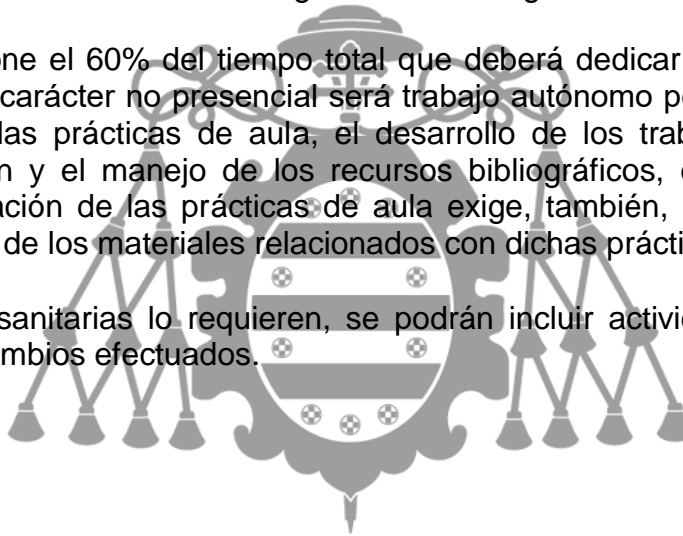 ne el 60% del tiempo total que deberá dedicar
carácter no presencial será trabajo autónomo p
las prácticas de aula, el desarrollo de los trab
n y el manejo de los recursos bibliográficos,
ación de las prácticas de aula exige, también,
de los materiales relacionados con dichas prácti
sanitarias lo requieren, se podrán incluir activi
mbios efectuados.